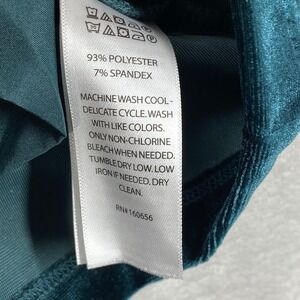 93% POLYESTER
7% SPANDEX
MACHINE WASH COOL -
DELICATE CYCLE. WASH
WITH LIKE COLORS.
ONLY NON-CHLORINE
BLEACH WHEN NEEDED.
TUMBLE DRY LOW. LOW
IRON IF NEEDED. DRY
CLEAN.
RN# 160656